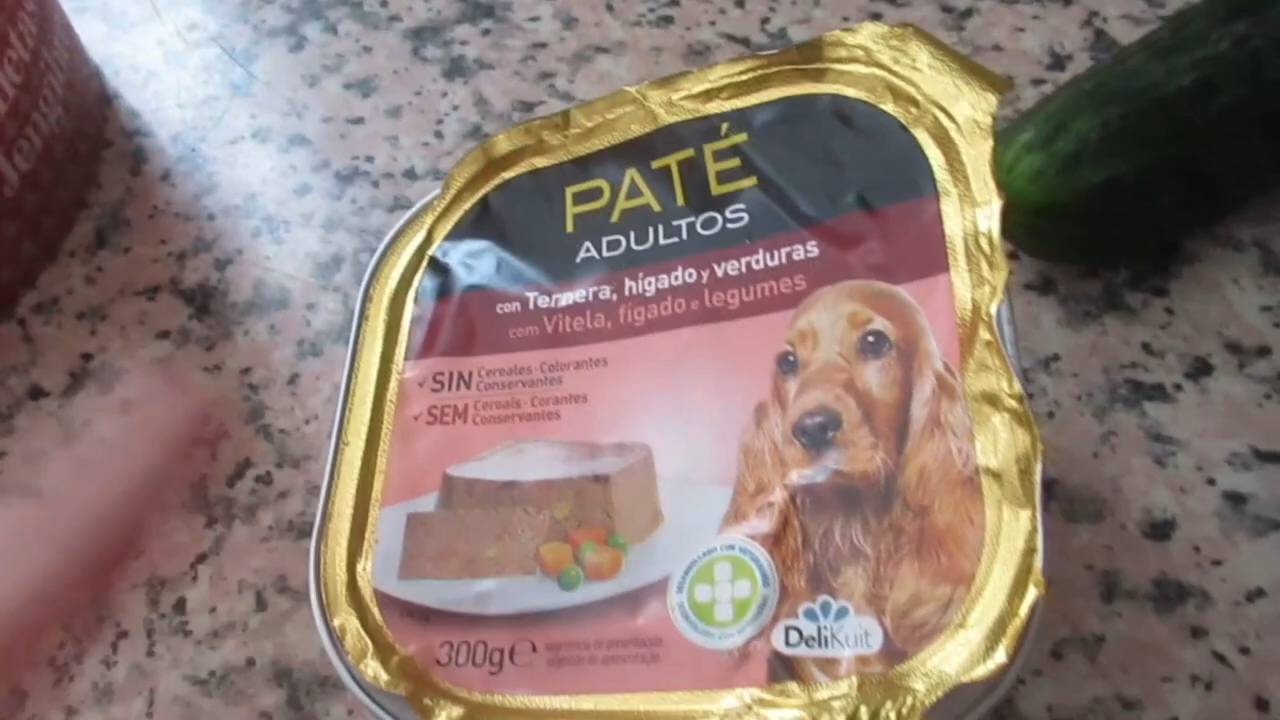 PATÉ
ADULTOS
con Ternera, hígado y verduras
com Vitela, fígado e legumes
✓SIN Cereales · Colorantes
Conservantes
✓SEM Cereais · Corantes
Conservantes
DeliKuit
300g e